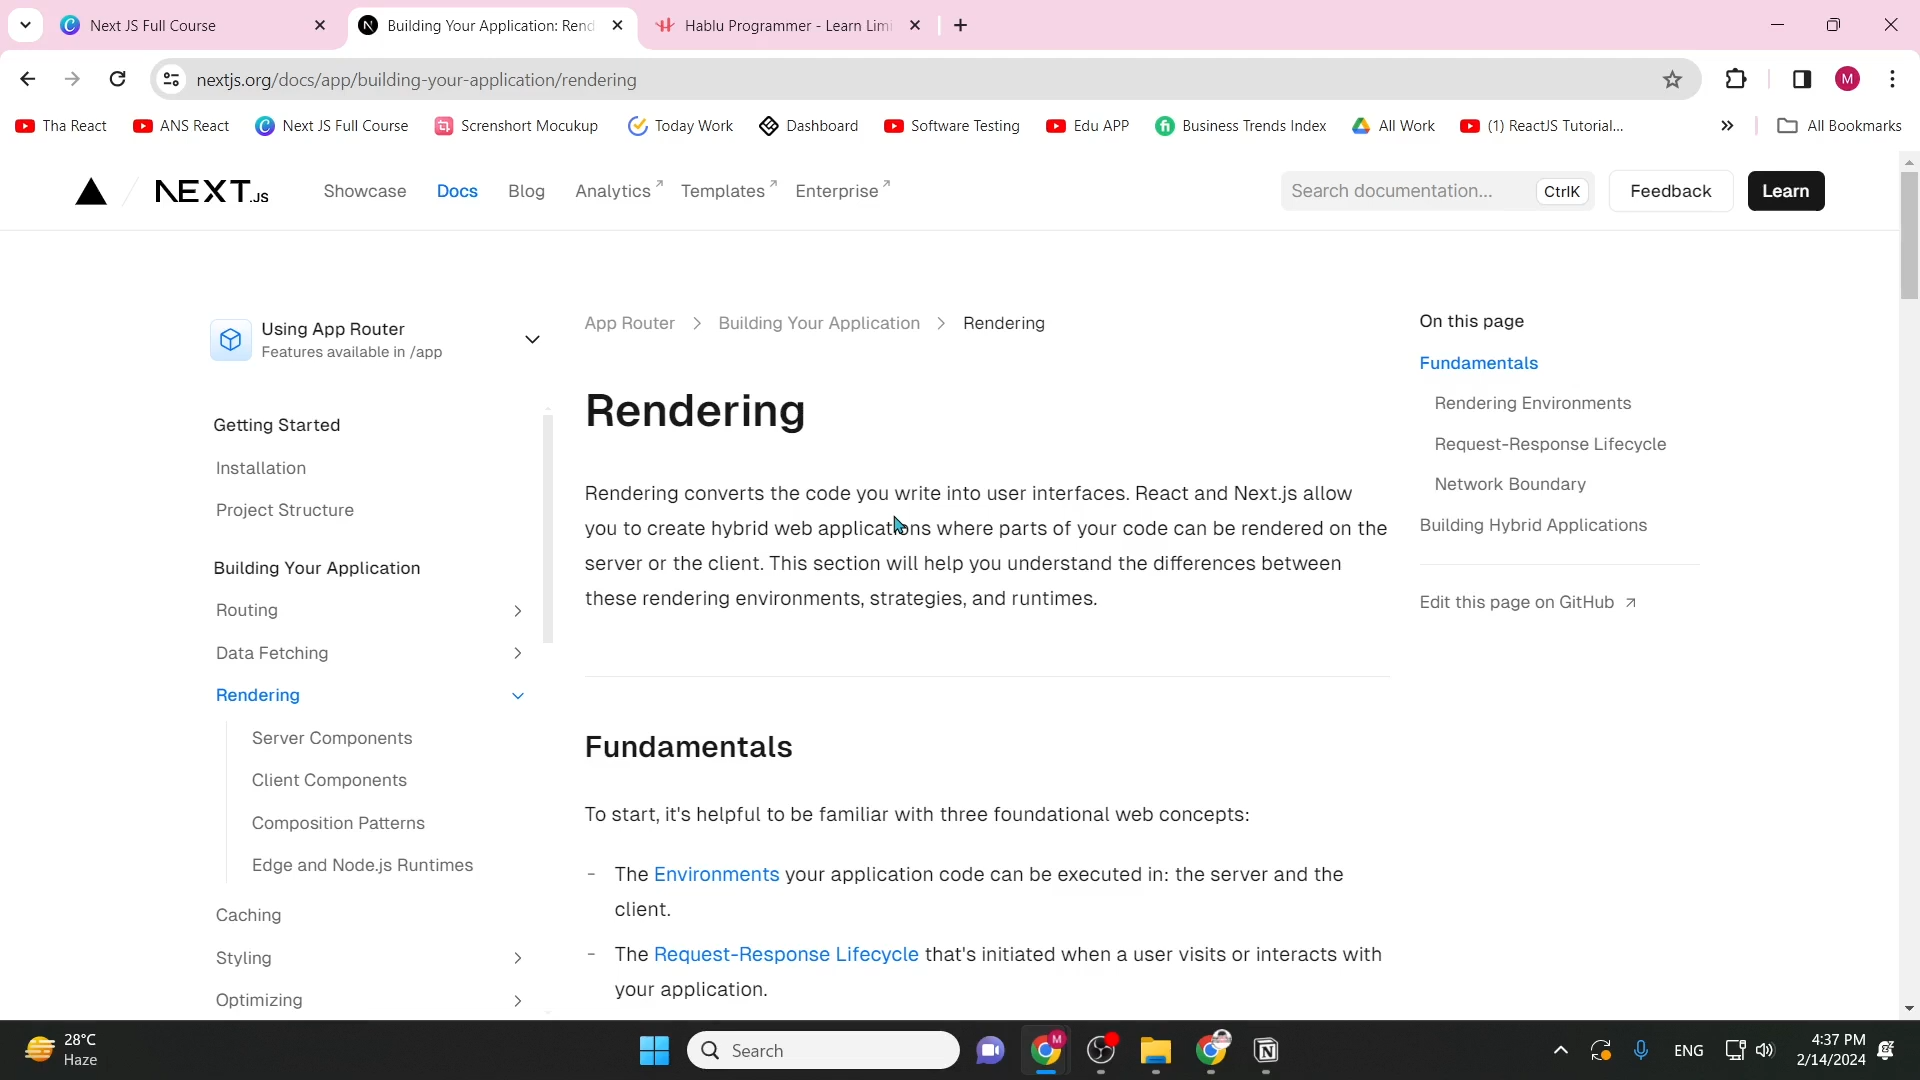 Next JS Full Course
Building Your Application: Rend
Hablu Programmer - Learn Lim
nextjs.org/docs/app/building-your-application/rendering
M
Tha React
ANS React
Next JS Full Course
Screnshort Mocukup
Today Work
Dashboard
Software Testing
Edu APP
Business Trends Index
All Work
(1) ReactJS Tutorial...
All Bookmarks
NEXT.JS
Showcase
Docs
Blog
Analytics
Templates
Enterprise
Search documentation...
CtrlK
Feedback
Learn
Using App Router
Features available in /app
Getting Started
Installation
Project Structure
Building Your Application
Routing
Data Fetching
Rendering
Server Components
Client Components
Composition Patterns
Edge and Node.js Runtimes
Caching
Styling
Optimizing
App Router > Building Your Application > Rendering
Rendering
Rendering converts the code you write into user interfaces. React and Next.js allow
you to create hybrid web applications where parts of your code can be rendered on the
server or the client. This section will help you understand the differences between
these rendering environments, strategies, and runtimes.
Fundamentals
To start, it's helpful to be familiar with three foundational web concepts:
- The Environments your application code can be executed in: the server and the
client.
- The Request-Response Lifecycle that's initiated when a user visits or interacts with
your application.
On this page
Fundamentals
Rendering Environments
Request-Response Lifecycle
Network Boundary
Building Hybrid Applications
Edit this page on GitHub
28°C
Haze
Search
M
ENG
4:37 PM
2/14/2024